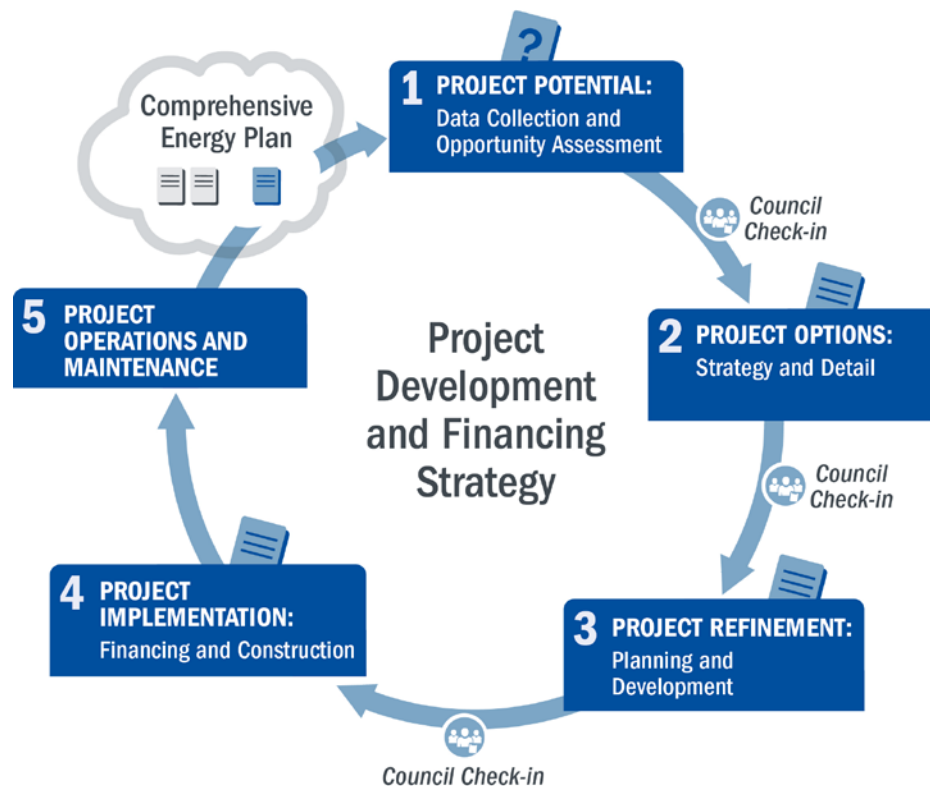 Comprehensive
Energy Plan
?
1 PROJECT POTENTIAL:
Data Collection and
Opportunity Assessment
Council
Check-in
2 PROJECT OPTIONS:
Strategy and Detail
Council
Check-in
3 PROJECT REFINEMENT:
Planning and
Development
Council Check-in
4 PROJECT
IMPLEMENTATION:
Financing and Construction
5 PROJECT
OPERATIONS AND
MAINTENANCE
Project
Development
and Financing
Strategy